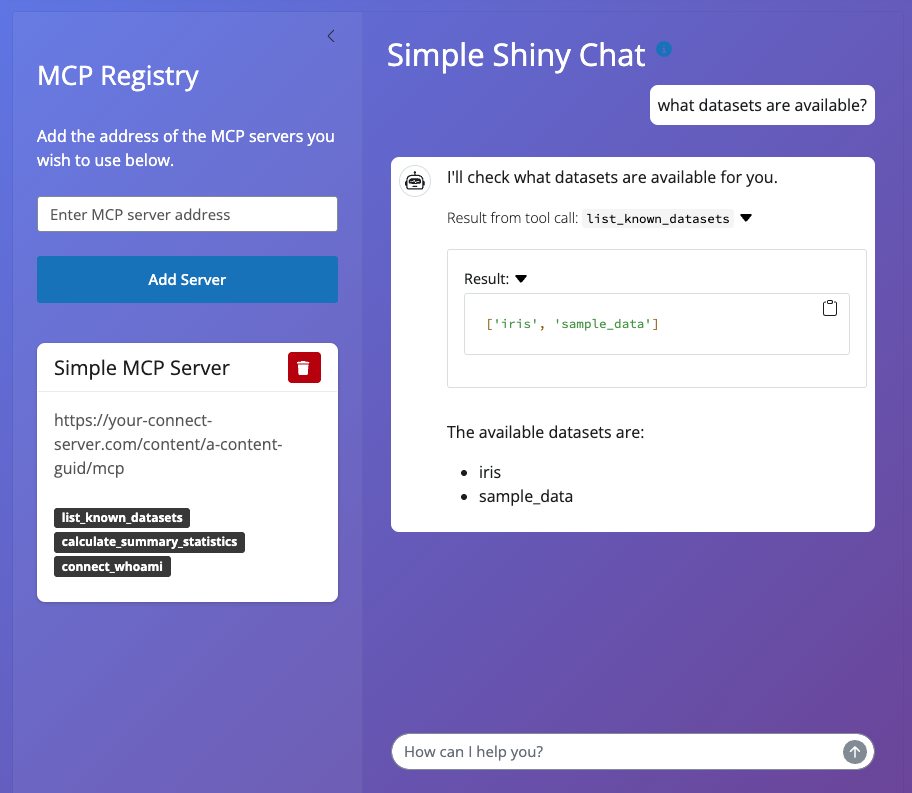 MCP Registry
Add the address of the MCP servers you
wish to use below.
Enter MCP server address
Add Server
Simple MCP Server
https://your-connect-
server.com/content/a-content-
guid/mcp
list_known_datasets
calculate_summary_statistics
connect_whoami
Simple Shiny Chat
what datasets are available?
I'll check what datasets are available for you.
Result from tool call: list_known_datasets
Result:
['iris', 'sample_data']
The available datasets are:
• iris
• sample_data
How can I help you?